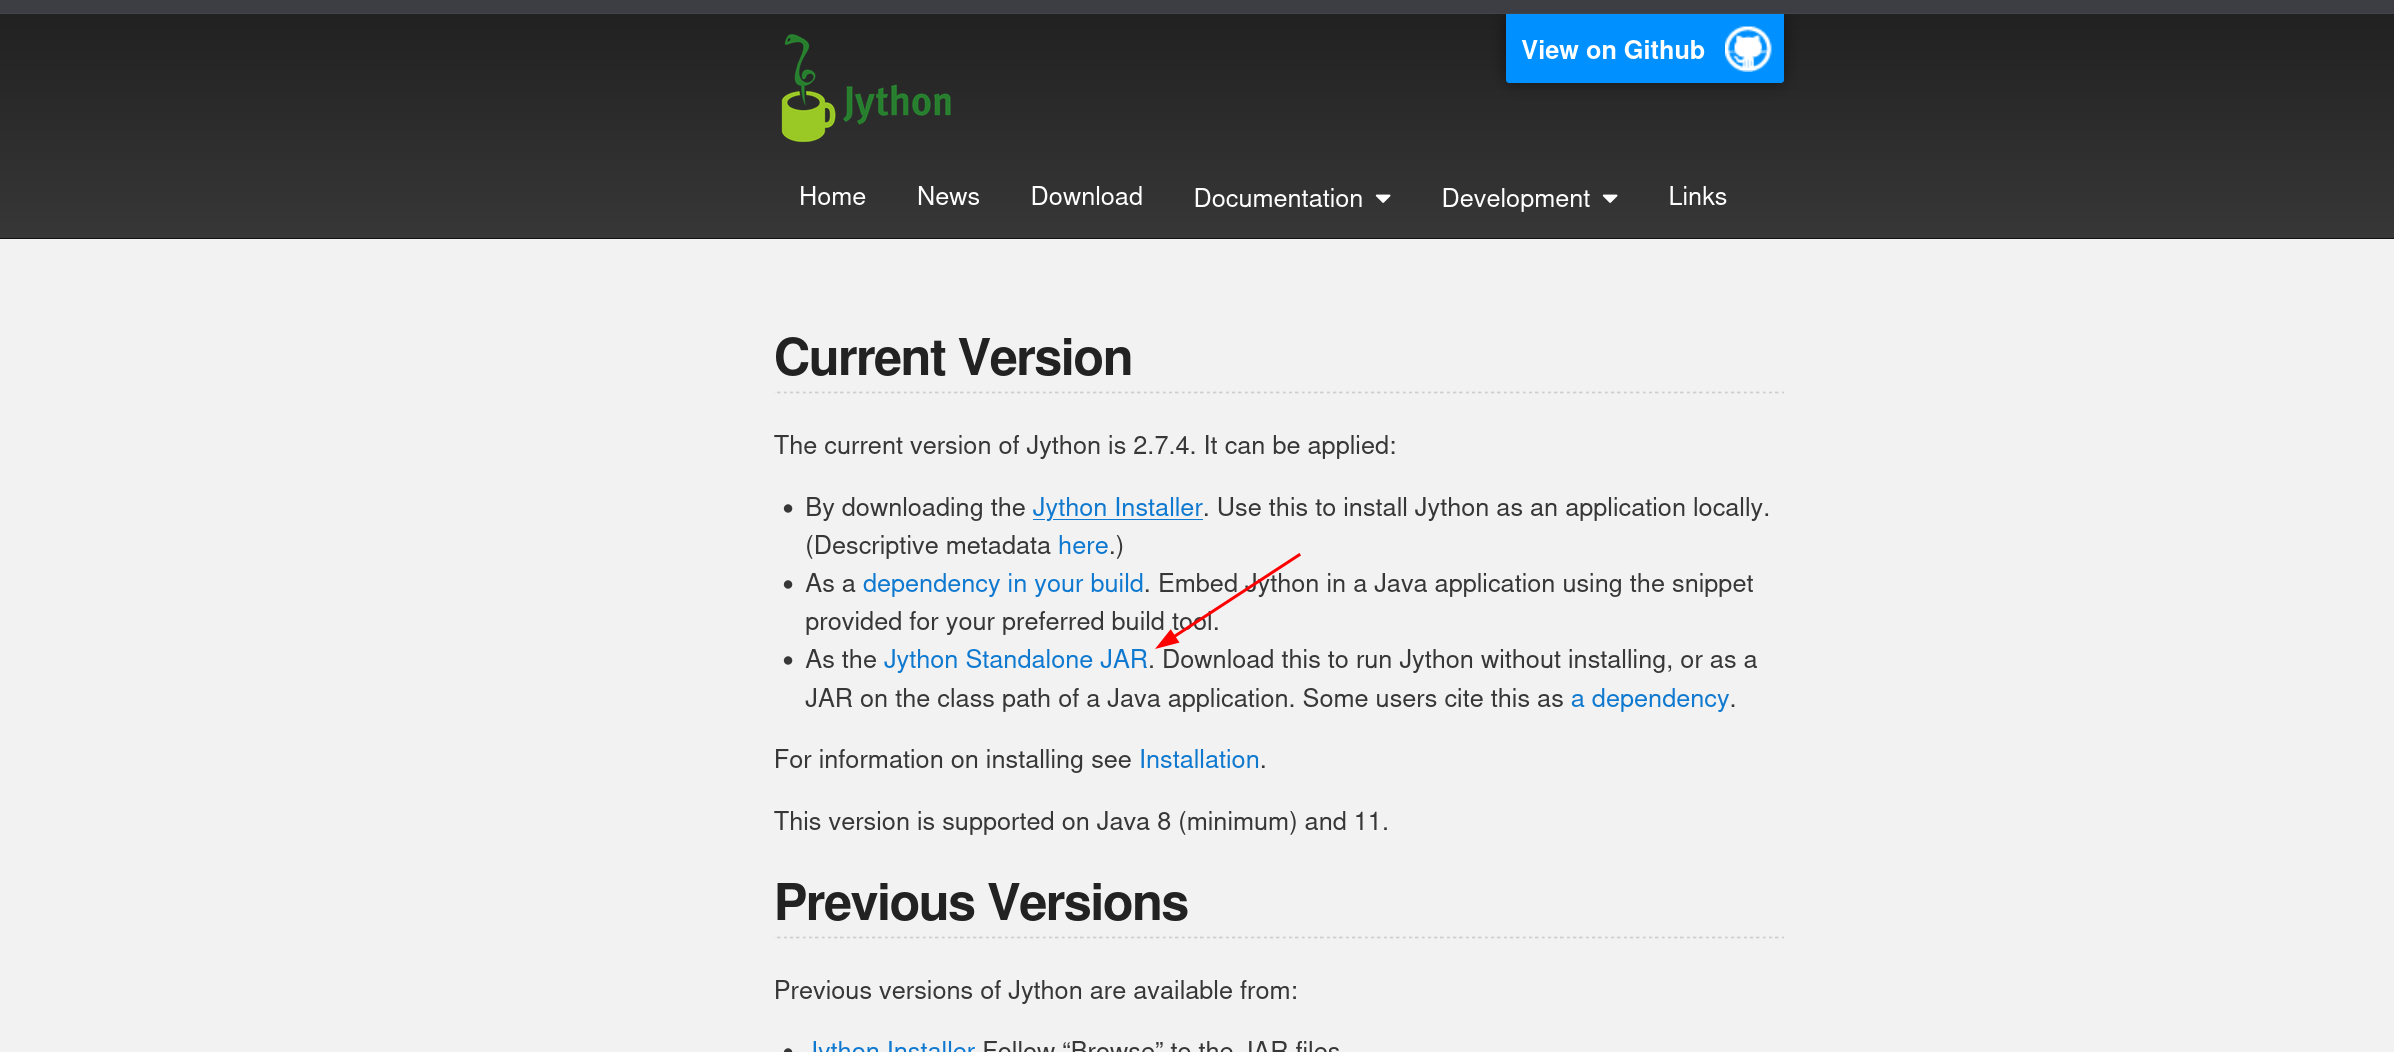 View on Github
Jython
Home News Download Documentation Development Links
Current Version
The current version of Jython is 2.7.4. It can be applied:
By downloading the Jython Installer. Use this to install Jython as an application locally.
(Descriptive metadata here.)
As a dependency in your build. Embed Jython in a Java application using the snippet
provided for your preferred build tool.
As the Jython Standalone JAR. Download this to run Jython without installing, or as a
JAR on the class path of a Java application. Some users cite this as a dependency.
For information on installing see Installation.
This version is supported on Java 8 (minimum) and 11.
Previous Versions
Previous versions of Jython are available from:
Jython Installer Follow “Browse” to the JAR files